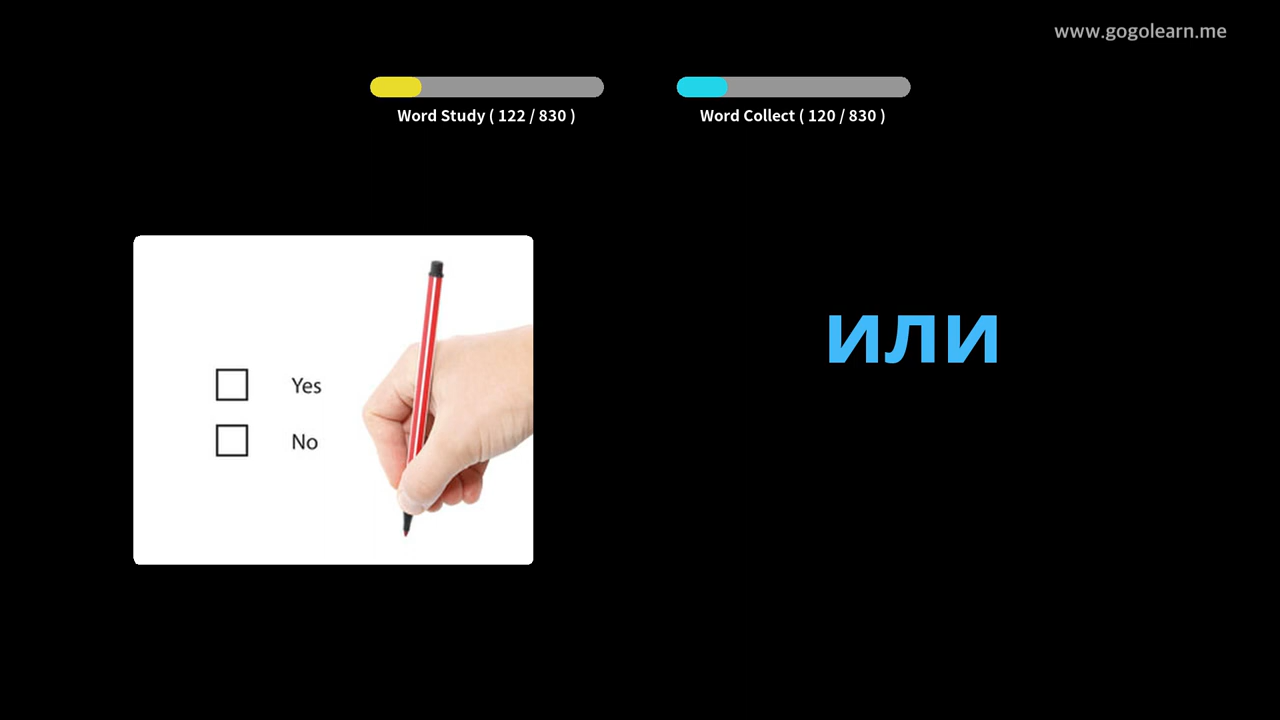 www.gogolearn.me
Word Study ( 122 / 830 )
Word Collect ( 120 / 830 )
или
Yes
No